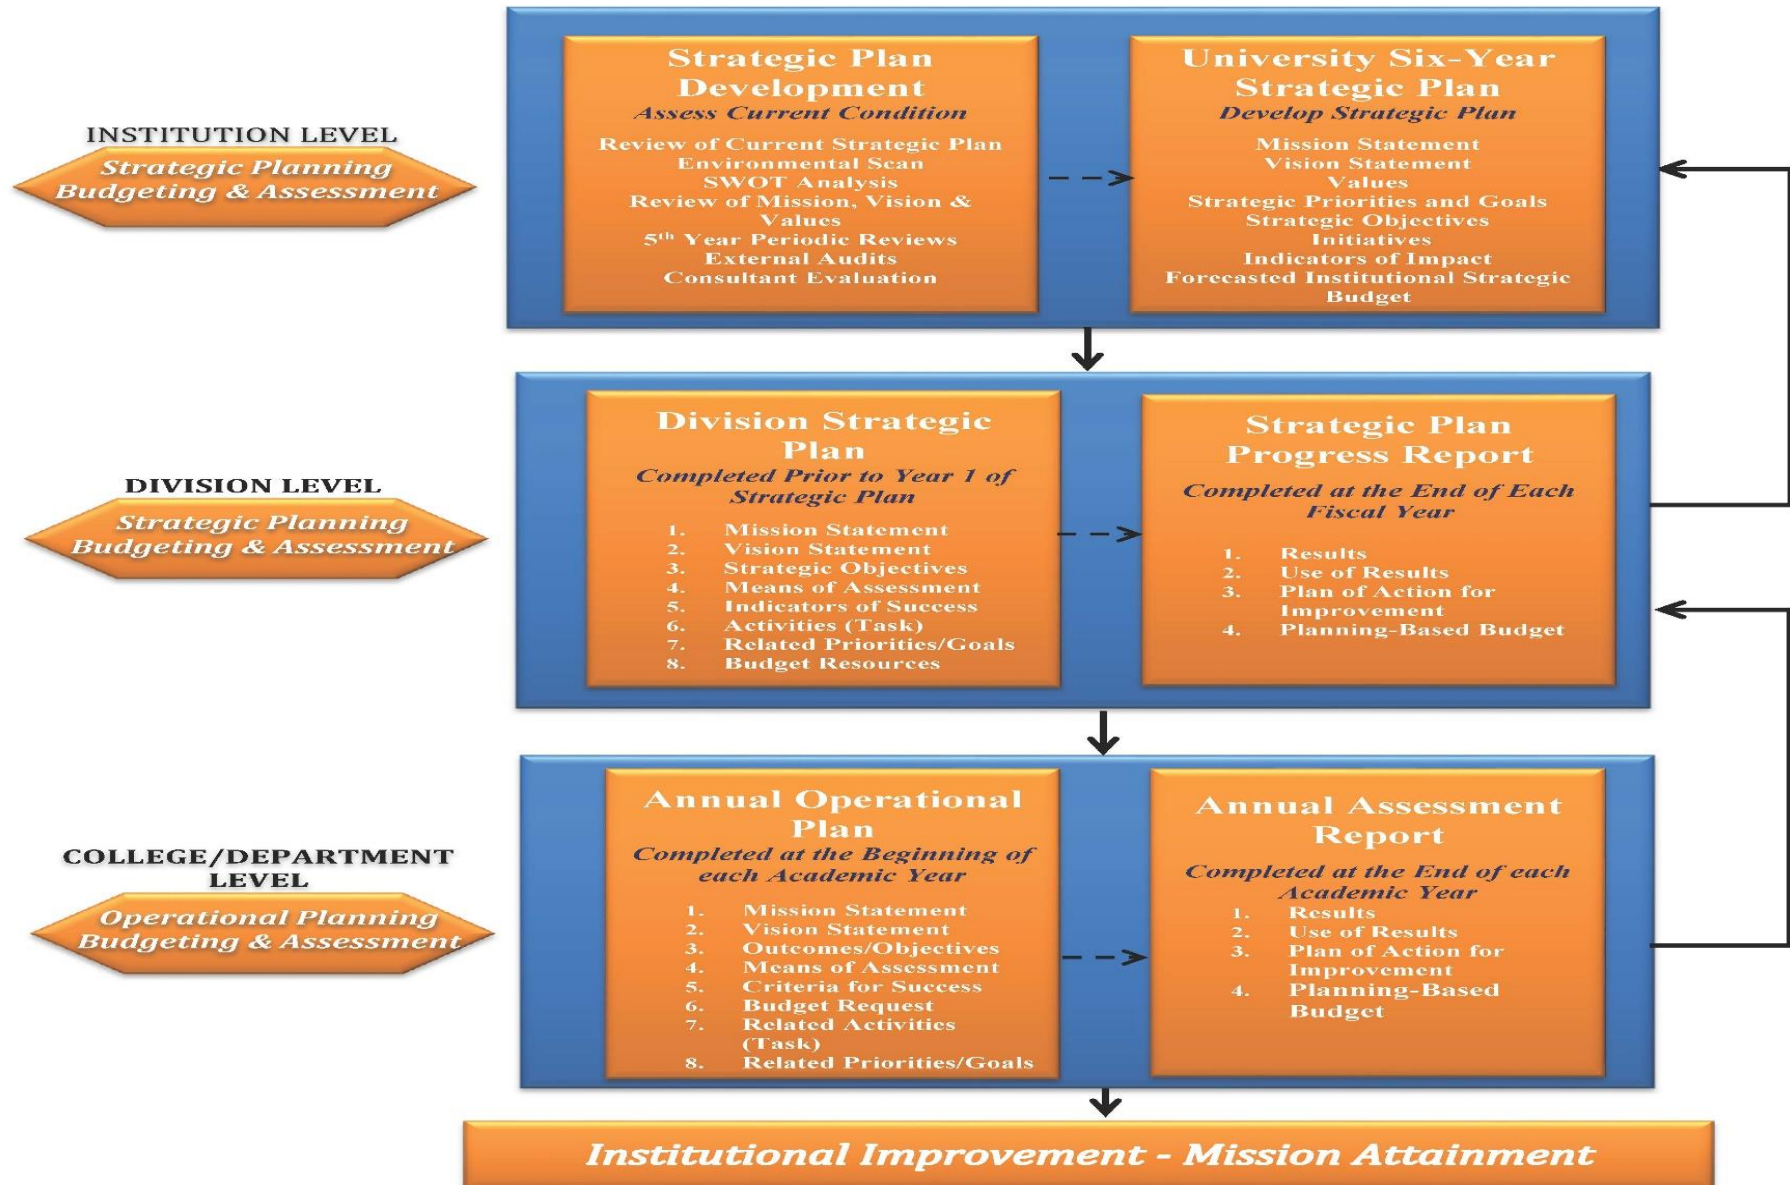 INSTITUTION LEVEL
Strategic Planning
Budgeting & Assessment
Strategic Plan
Development
Assess Current Condition
Review of Current Strategic Plan
Environmental Scan
SWOT Analysis
Review of Mission, Vision &
Values
5th Year Periodic Reviews
External Audits
Consultant Evaluation
University Six-Year
Strategic Plan
Develop Strategic Plan
Mission Statement
Vision Statement
Values
Strategic Priorities and Goals
Strategic Objectives
Initiatives
Indicators of Impact
Forecasted Institutional Strategic
Budget
DIVISION LEVEL
Strategic Planning
Budgeting & Assessment
Division Strategic
Plan
Completed Prior to Year 1 of
Strategic Plan
1. Mission Statement
2. Vision Statement
3. Strategic Objectives
4. Means of Assessment
5. Indicators of Success
6. Activities (Task)
7. Related Priorities/Goals
8. Budget Resources
Strategic Plan
Progress Report
Completed at the End of Each
Fiscal Year
1. Results
2. Use of Results
3. Plan of Action for
Improvement
4. Planning-Based Budget
COLLEGE/DEPARTMENT
LEVEL
Operational Planning
Budgeting & Assessment
Annual Operational
Plan
Completed at the Beginning of
each Academic Year
1. Mission Statement
2. Vision Statement
3. Outcomes/Objectives
4. Means of Assessment
5. Criteria for Success
6. Budget Request
7. Related Activities
(Task)
8. Related Priorities/Goals
Annual Assessment
Report
Completed at the End of each
Academic Year
1. Results
2. Use of Results
3. Plan of Action for
Improvement
4. Planning-Based
Budget
Institutional Improvement - Mission Attainment